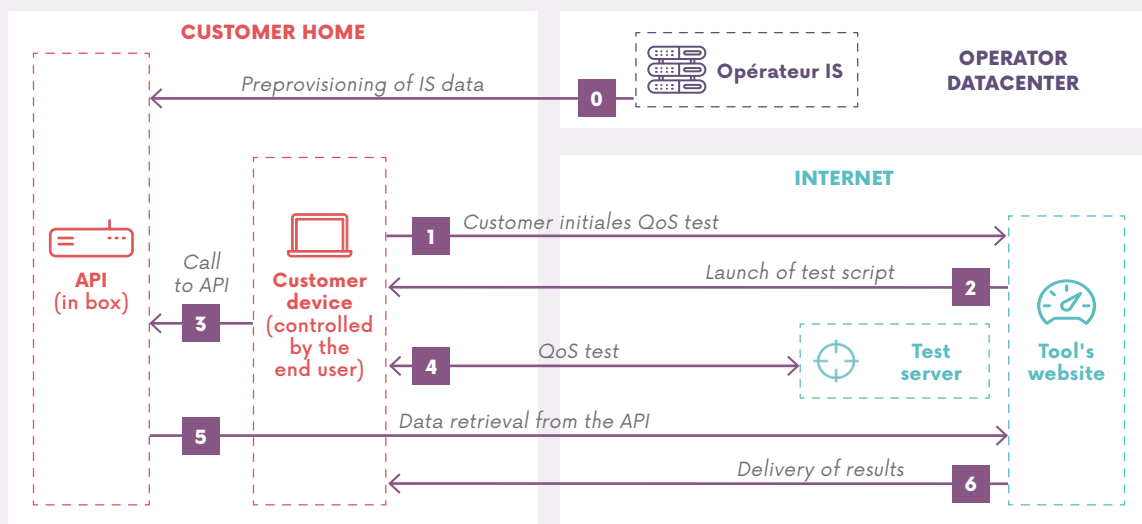 CUSTOMER HOME
Opérateur IS
OPERATOR
DATACENTER
Preprovisioning of IS data
0
INTERNET
1
Customer initiales QoS test
Launch of test script
2
API
(in box)
Call
to API
3
Customer
device
(controlled
by the
end user)
4
QoS test
Test
server
Tool's
website
5
Data retrieval from the API
Delivery of results
6